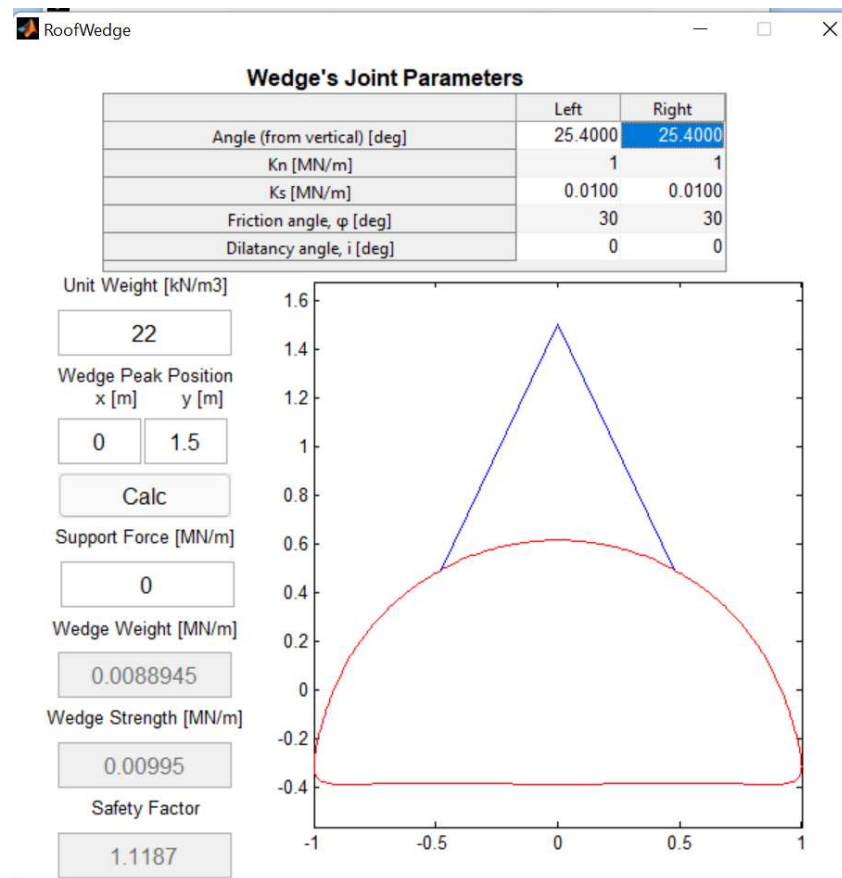 RoofWedge
Wedge's Joint Parameters
Left Right
Angle (from vertical) [deg] 25.4000 25.4000
Kn [MN/m] 1 1
Ks [MN/m] 0.0100 0.0100
Friction angle, φ [deg] 30 30
Dilatancy angle, i [deg] 0 0
Unit Weight [kN/m3]
22
Wedge Peak Position
x [m] y [m]
0 1.5
Calc
Support Force [MN/m]
0
Wedge Weight [MN/m]
0.0088945
Wedge Strength [MN/m]
0.00995
Safety Factor
1.1187
1.6
1.4
1.2
1
0.8
0.6
0.4
0.2
0
-0.2
-0.4
-1 -0.5 0 0.5 1